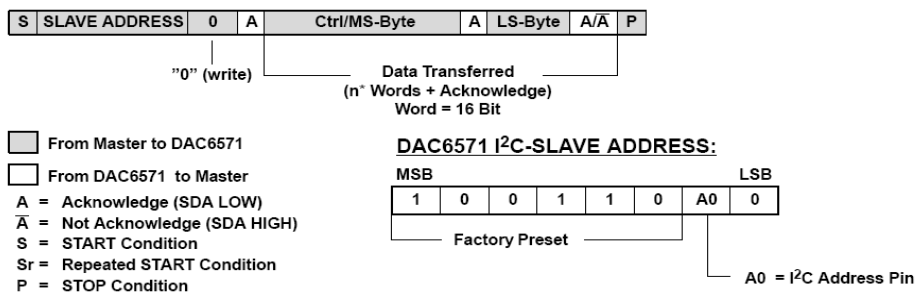 S SLAVE ADDRESS 0 A Ctrl/MS-Byte A LS-Byte A/A̅ P
”0” (write)
Data Transferred
(n* Words + Acknowledge)
Word = 16 Bit
From Master to DAC6571
From DAC6571 to Master
A = Acknowledge (SDA LOW)
A̅ = Not Acknowledge (SDA HIGH)
S = START Condition
Sr = Repeated START Condition
P = STOP Condition
DAC6571 I²C-SLAVE ADDRESS:
MSB LSB
1 0 0 1 1 0 A0 0
Factory Preset
A0 = I²C Address Pin